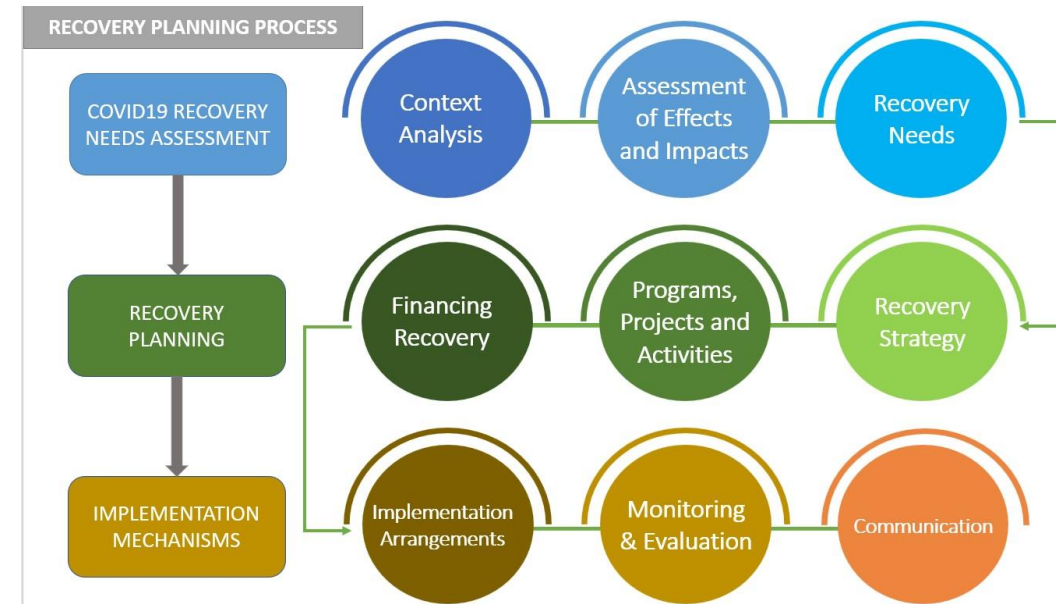 RECOVERY PLANNING PROCESS
COVID19 RECOVERY
NEEDS ASSESSMENT
Context
Analysis
Assessment
of Effects
and Impacts
Recovery
Needs
RECOVERY
PLANNING
Financing
Recovery
Programs,
Projects and
Activities
Recovery
Strategy
IMPLEMENTATION
MECHANISMS
Implementation
Arrangements
Monitoring
& Evaluation
Communication